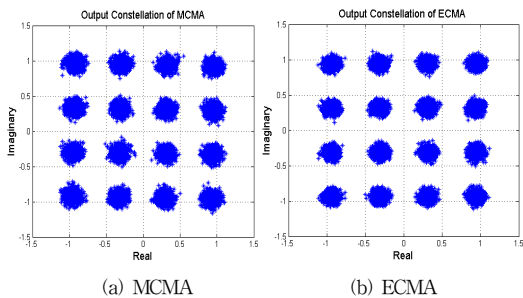 Output Constellation of MCMA
1.5
1
0.5
0
-0.5
-1
-1.5
Imaginary
-1.5 -1 -0.5 0 0.5 1 1.5
Real
(a) MCMA
Output Constellation of ECMA
1.5
1
0.5
0
-0.5
-1
-1.5
Imaginary
-1.5 -1 -0.5 0 0.5 1 1.5
Real
(b) ECMA